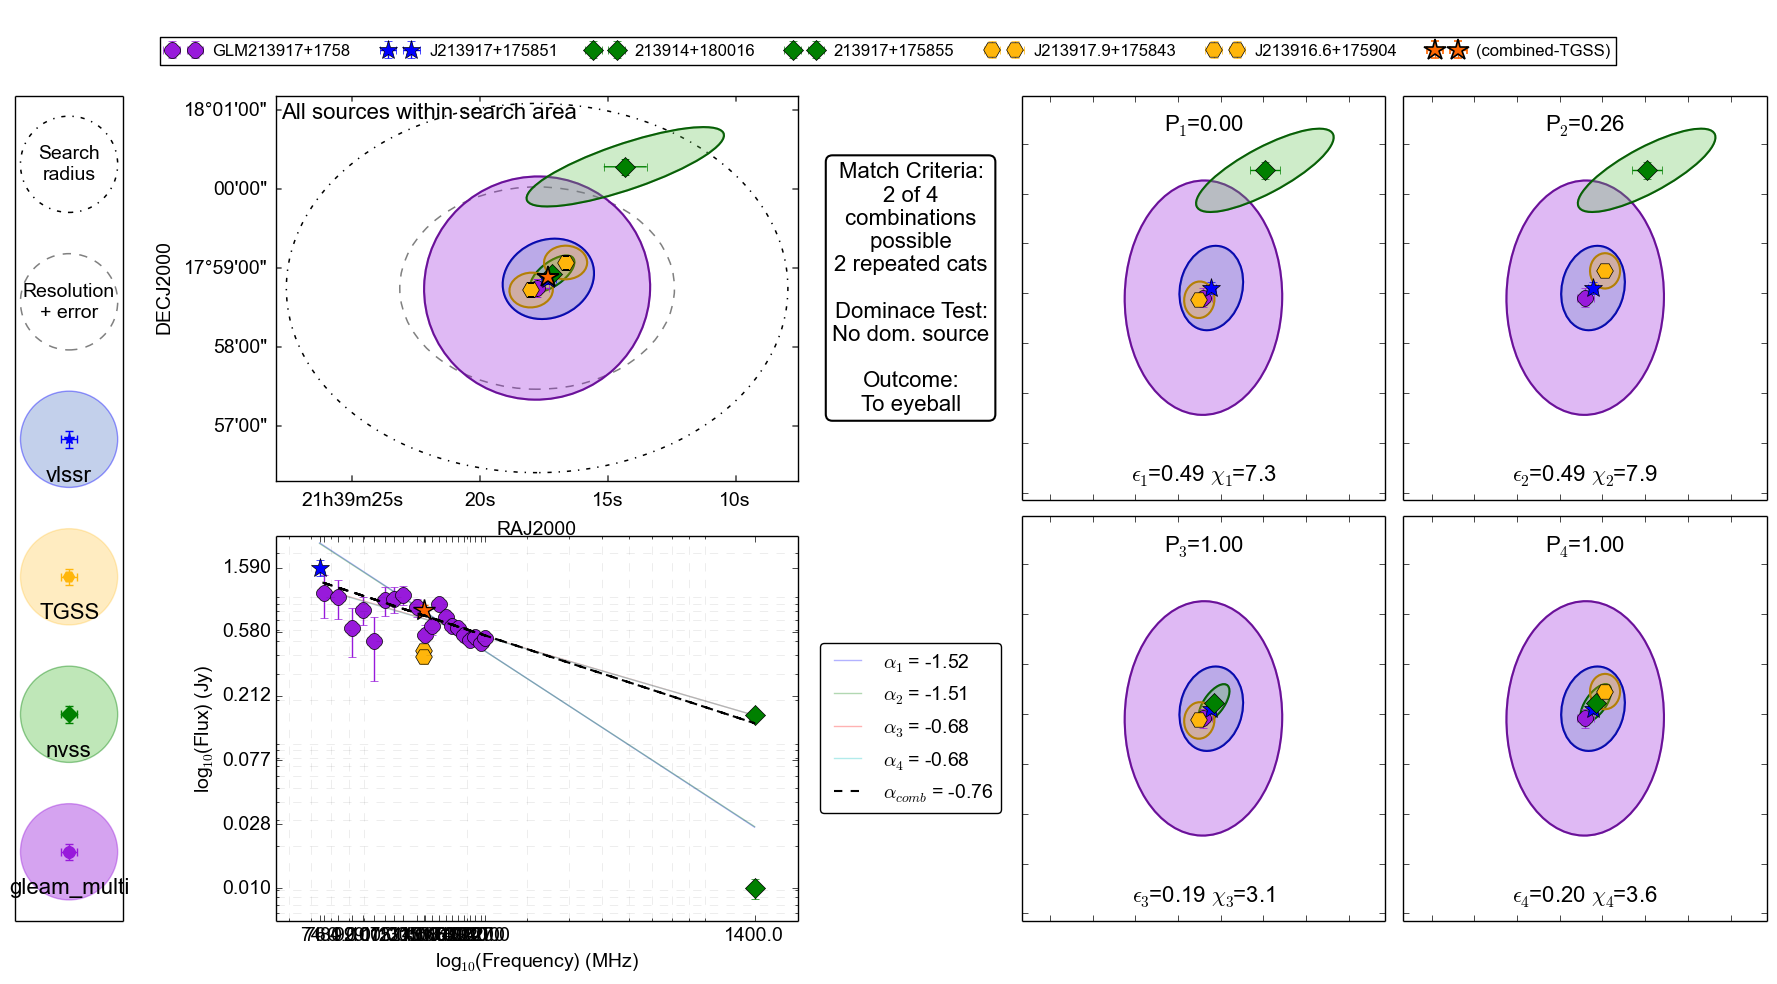 GLM213917+1758 J213917+175851 213914+180016 213917+175855 J213917.9+175843 J213916.6+175904 (combined-TGSS)
Search
radius
Resolution
+ error
vlssr
TGSS
nvss
gleam_multi
All sources within search area
DECJ2000
18°01'00"
00'00"
17°59'00"
58'00"
57'00"
21h39m25s 20s 15s 10s
RAJ2000
Match Criteria:
2 of 4
combinations
possible
2 repeated cats
Dominace Test:
No dom. source
Outcome:
To eyeball
P1=0.00
ϵ1=0.49 χ1=7.3
P2=0.26
ϵ2=0.49 χ2=7.9
log10(Flux) (Jy)
1.590
0.580
0.212
0.077
0.028
0.010
1400.0
log10(Frequency) (MHz)
α1 = -1.52
α2 = -1.51
α3 = -0.68
α4 = -0.68
αcomb = -0.76
P3=1.00
ϵ3=0.19 χ3=3.1
P4=1.00
ϵ4=0.20 χ4=3.6